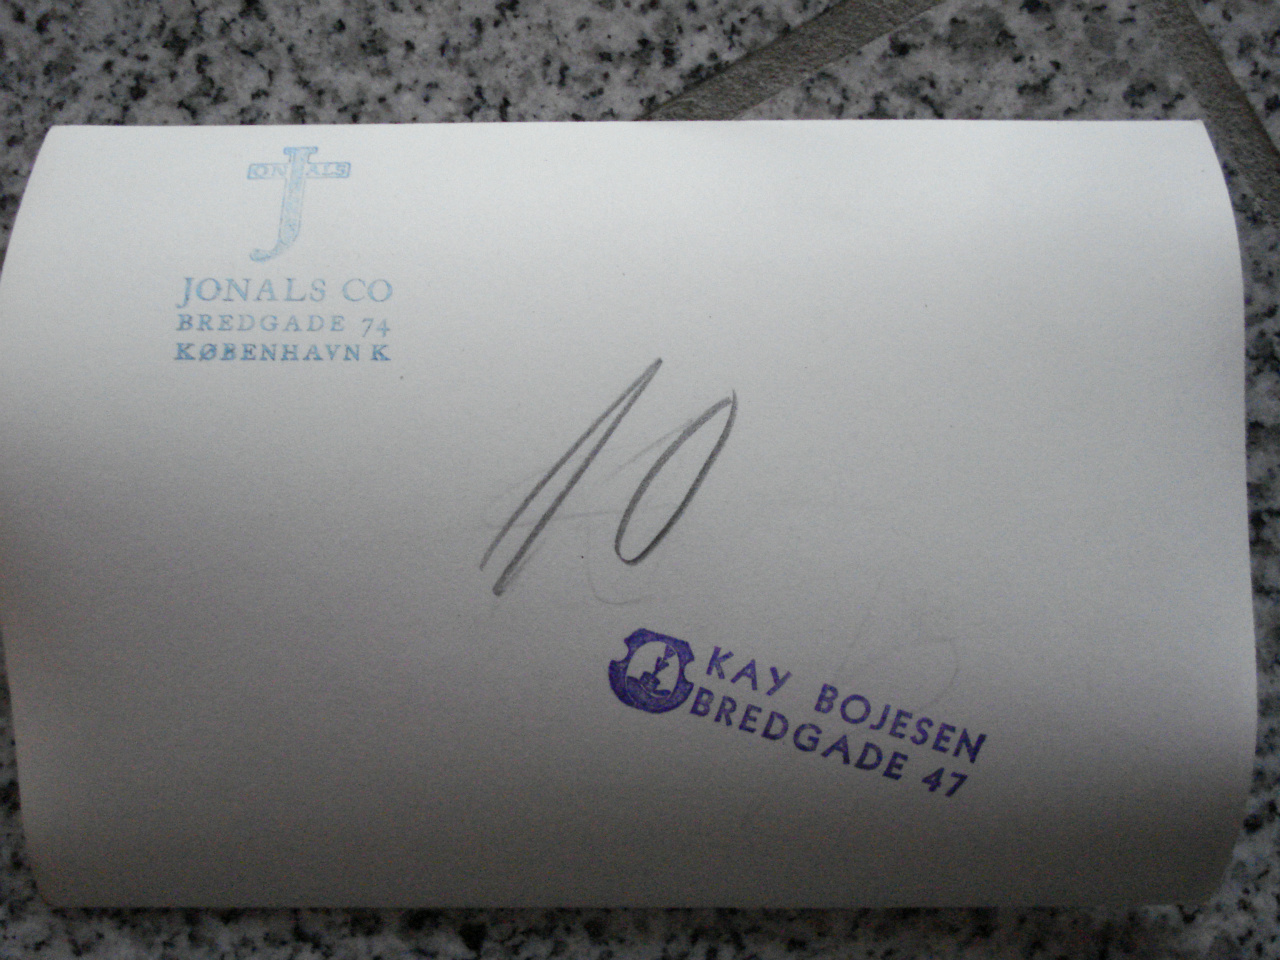 JONALS
JONALS CO
BREDGADE 74
KØBENHAVN K
10
KAY BOJESEN
BREDGADE 47